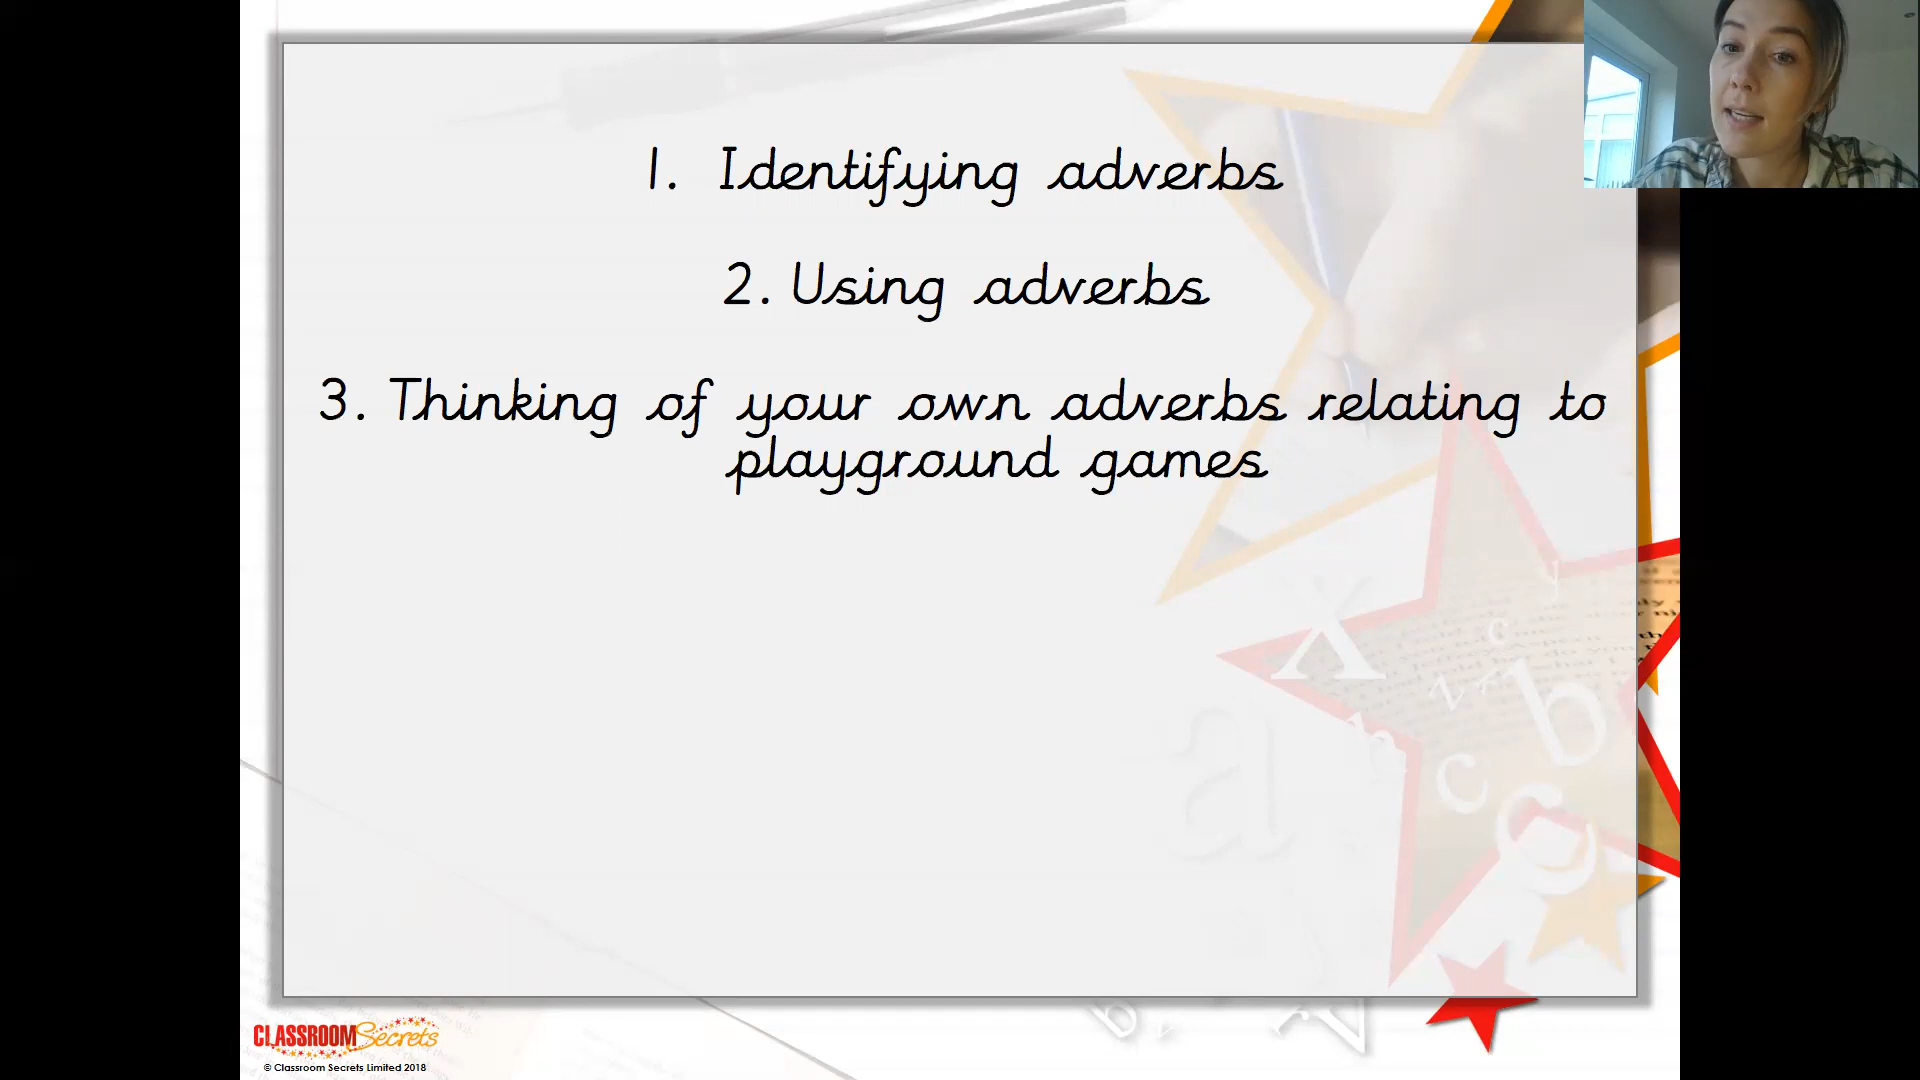 1. Identifying adverbs
2. Using adverbs
3. Thinking of your own adverbs relating to
playground games
x
y
c
z
b
c
a
CLASSROOM Secrets
© Classroom Secrets Limited 2018